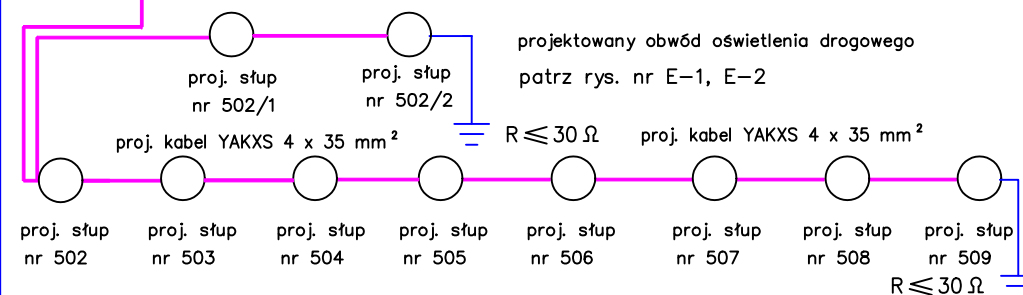 projektowany obwód oświetlenia drogowego
patrz rys. nr E-1, E-2
proj. słup
nr 502/1
proj. słup
nr 502/2
R ⩽ 30 Ω
proj. kabel YAKXS 4 x 35 mm²
proj. kabel YAKXS 4 x 35 mm²
proj. słup
nr 502
proj. słup
nr 503
proj. słup
nr 504
proj. słup
nr 505
proj. słup
nr 506
proj. słup
nr 507
proj. słup
nr 508
proj. słup
nr 509
R ⩽ 30 Ω